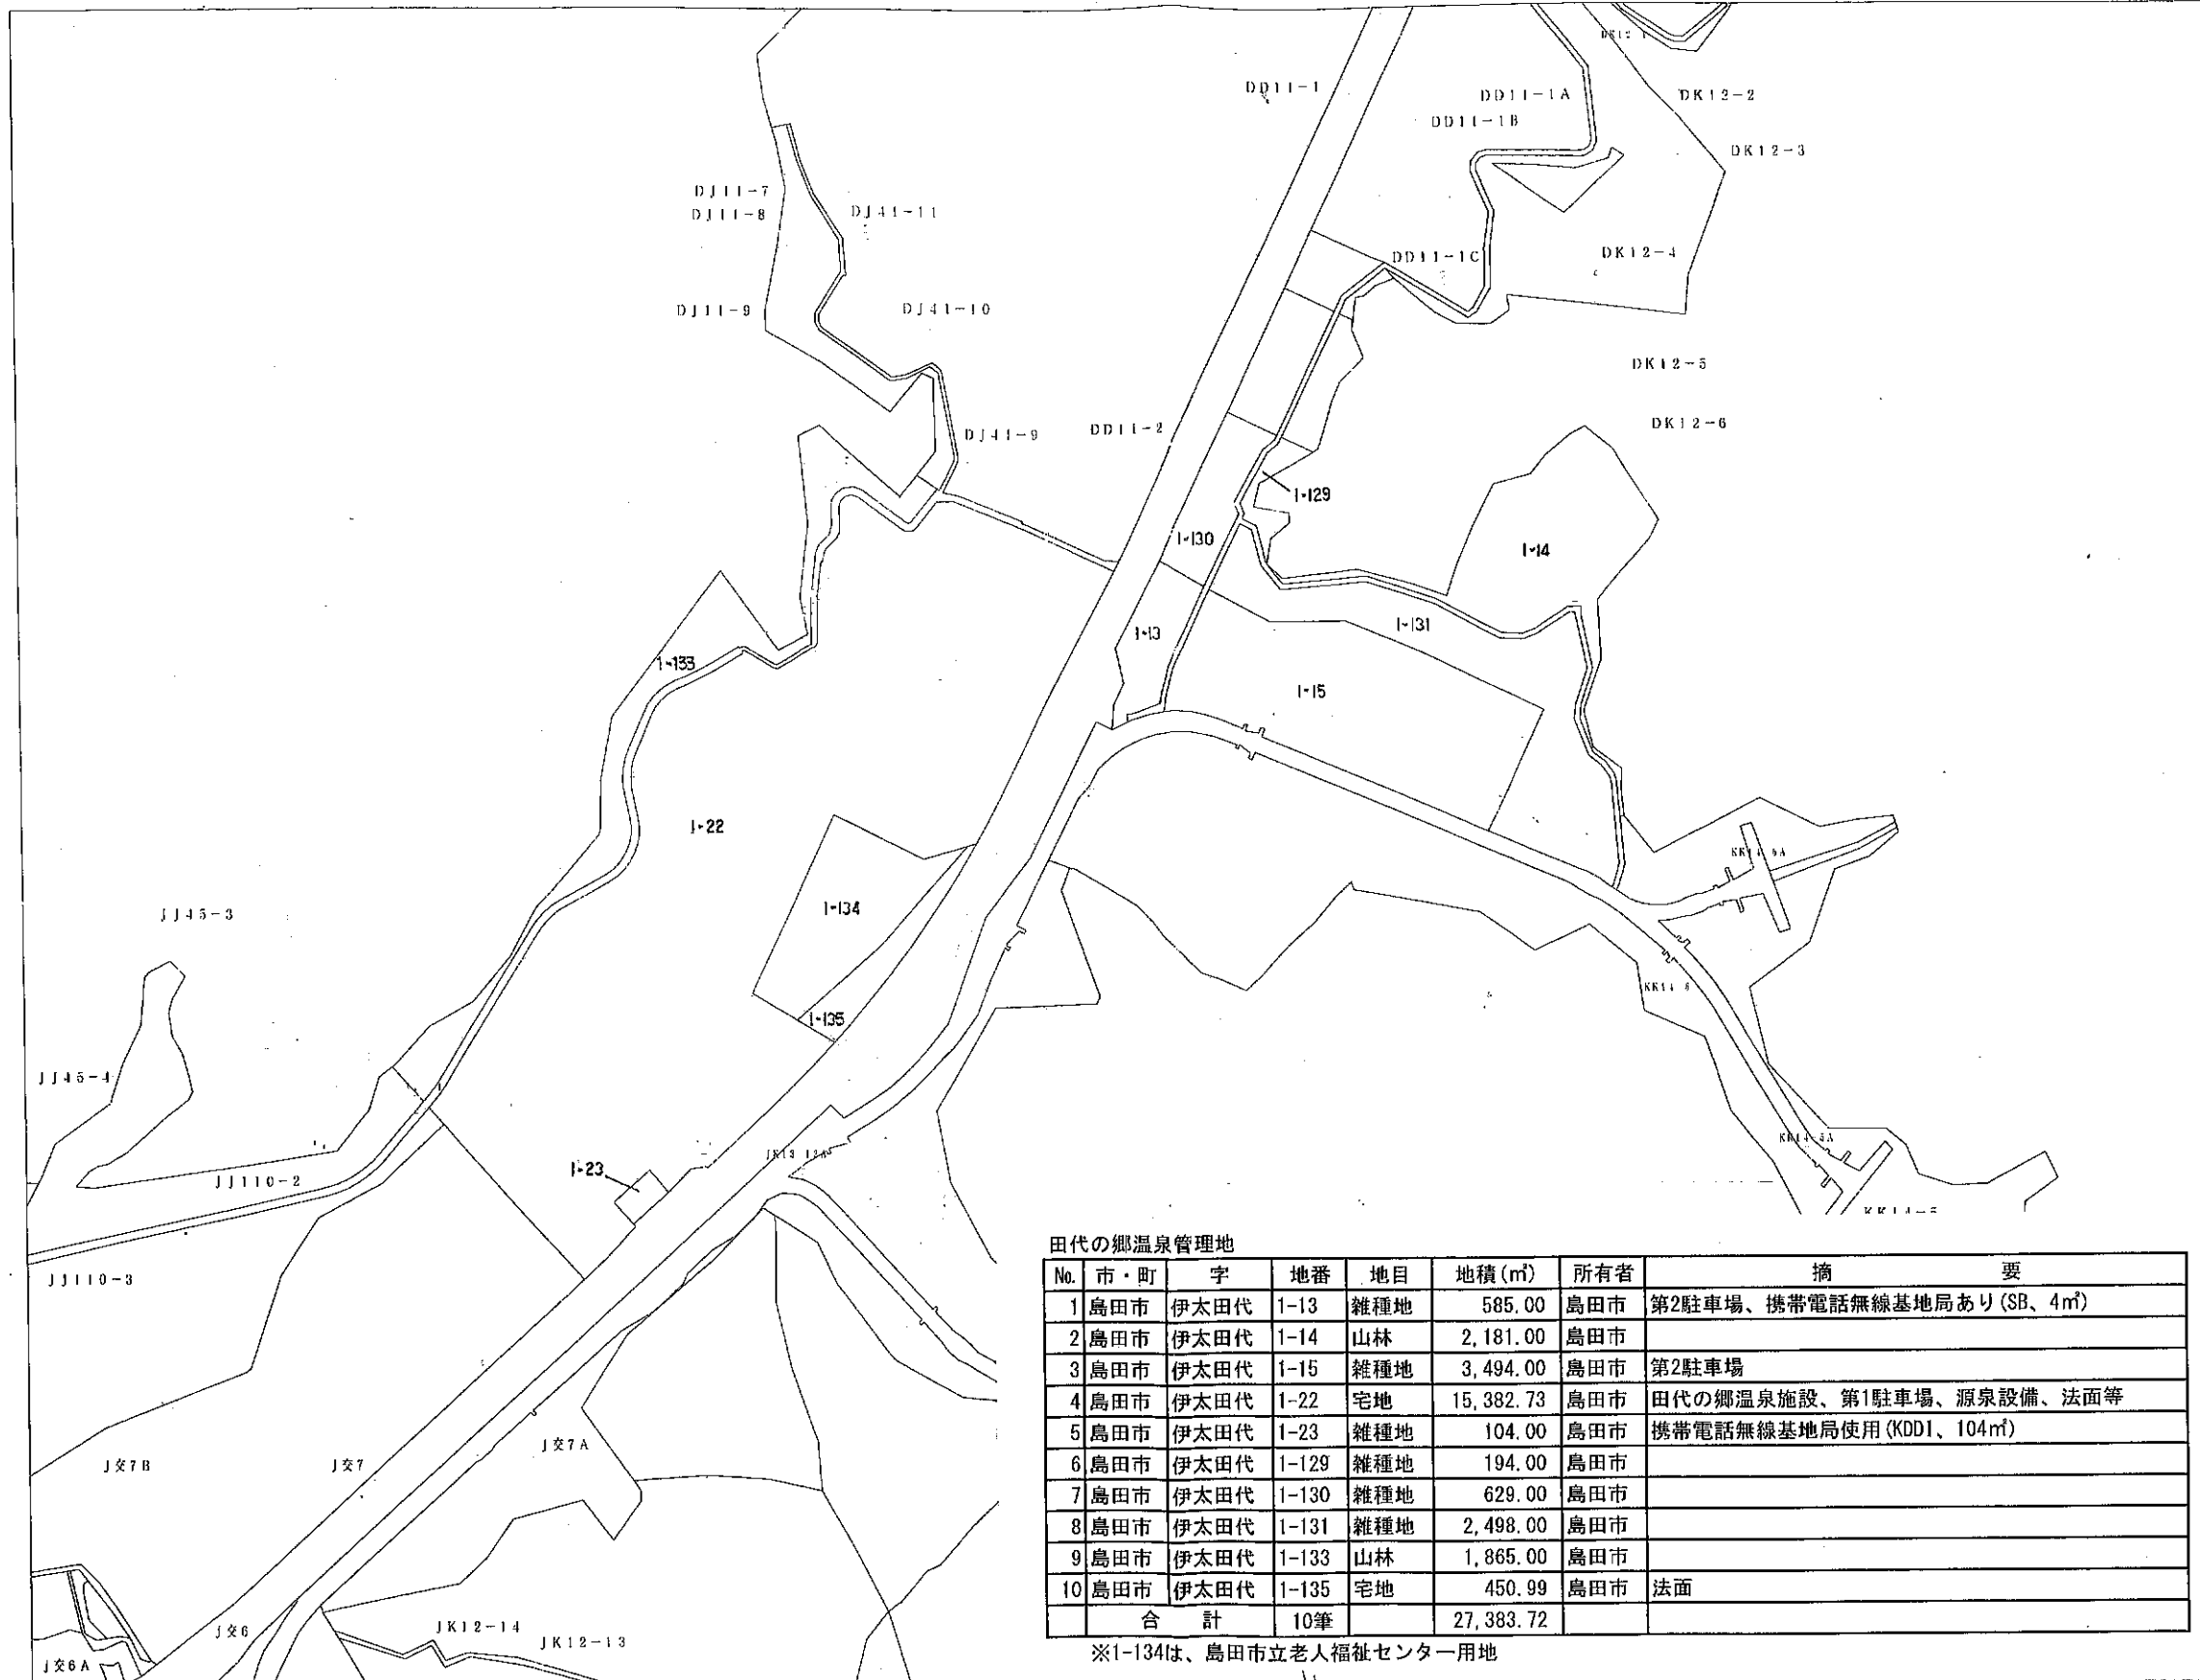 DD11-1
DD11-1A
DK12-2
DD11-1B
DK12-3
DJ11-7
DJ11-8
DJ41-11
DD11-1C
DK12-4
DJ11-9
DJ41-10
DK12-5
DK12-6
DJ41-9
DD11-2
1-129
1-130
1-14
1-131
1-13
1-133
1-15
1-22
KK14-6A
1-134
JJ45-3
KK14-6
1-135
JJ45-4
KK14-5A
JK13-12A
1-23
JJ110-2
KK14-5
JJ110-3
J交7A
J交7B
J交7
J交6
JK12-14
JK12-13
J交6A
田代の郷温泉管理地
No. 市・町 字 地番 地目 地積(㎡) 所有者 摘 要
1 島田市 伊太田代 1-13 雑種地 585.00 島田市 第2駐車場、携帯電話無線基地局あり(SB、4㎡)
2 島田市 伊太田代 1-14 山林 2,181.00 島田市
3 島田市 伊太田代 1-15 雑種地 3,494.00 島田市 第2駐車場
4 島田市 伊太田代 1-22 宅地 15,382.73 島田市 田代の郷温泉施設、第1駐車場、源泉設備、法面等
5 島田市 伊太田代 1-23 雑種地 104.00 島田市 携帯電話無線基地局使用(KDDI、104㎡)
6 島田市 伊太田代 1-129 雑種地 194.00 島田市
7 島田市 伊太田代 1-130 雑種地 629.00 島田市
8 島田市 伊太田代 1-131 雑種地 2,498.00 島田市
9 島田市 伊太田代 1-133 山林 1,865.00 島田市
10 島田市 伊太田代 1-135 宅地 450.99 島田市 法面
合 計 10筆 27,383.72
※1-134は、島田市立老人福祉センター用地